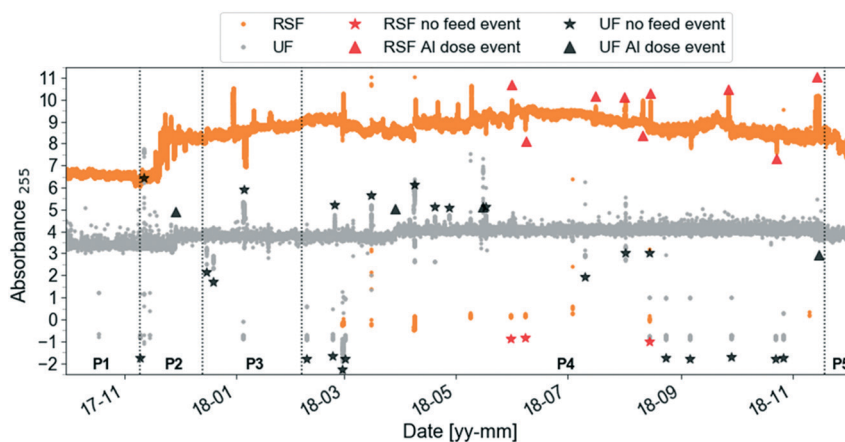 RSF
RSF no feed event
UF no feed event
UF
RSF Al dose event
UF Al dose event
Absorbance 255
11
10
9
8
7
6
5
4
3
2
1
0
−1
−2
P1
P2
P3
P4
P5
17-11
18-01
18-03
18-05
18-07
18-09
18-11
Date [yy-mm]